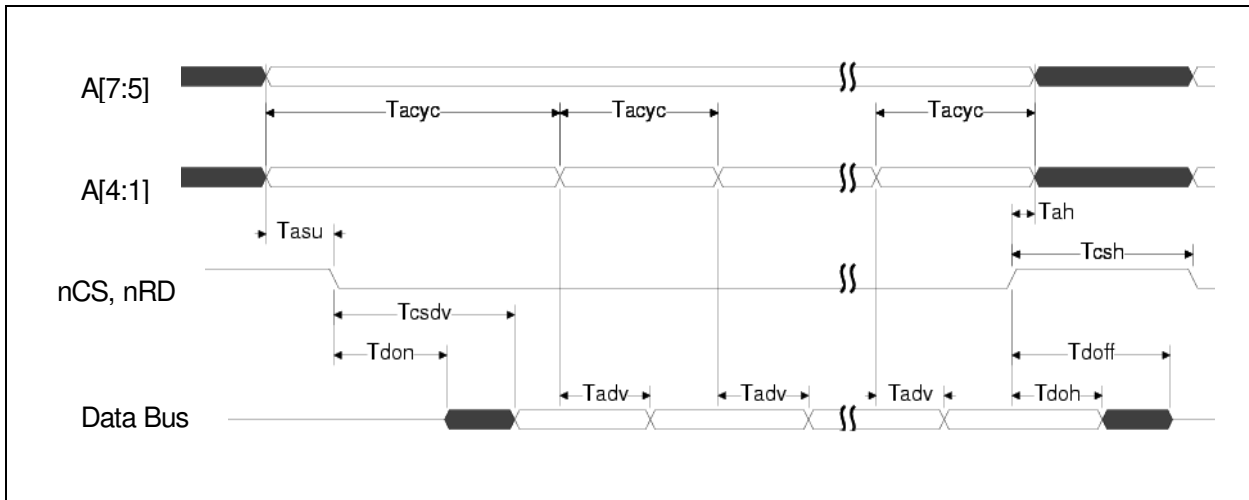 A[7:5]
Tacyc Tacyc Tacyc
A[4:1]
Tah
Tasu
Tcsh
nCS, nRD
Tcsdv
Tdon Tdoff
Tadv Tadv Tadv Tdoh
Data Bus